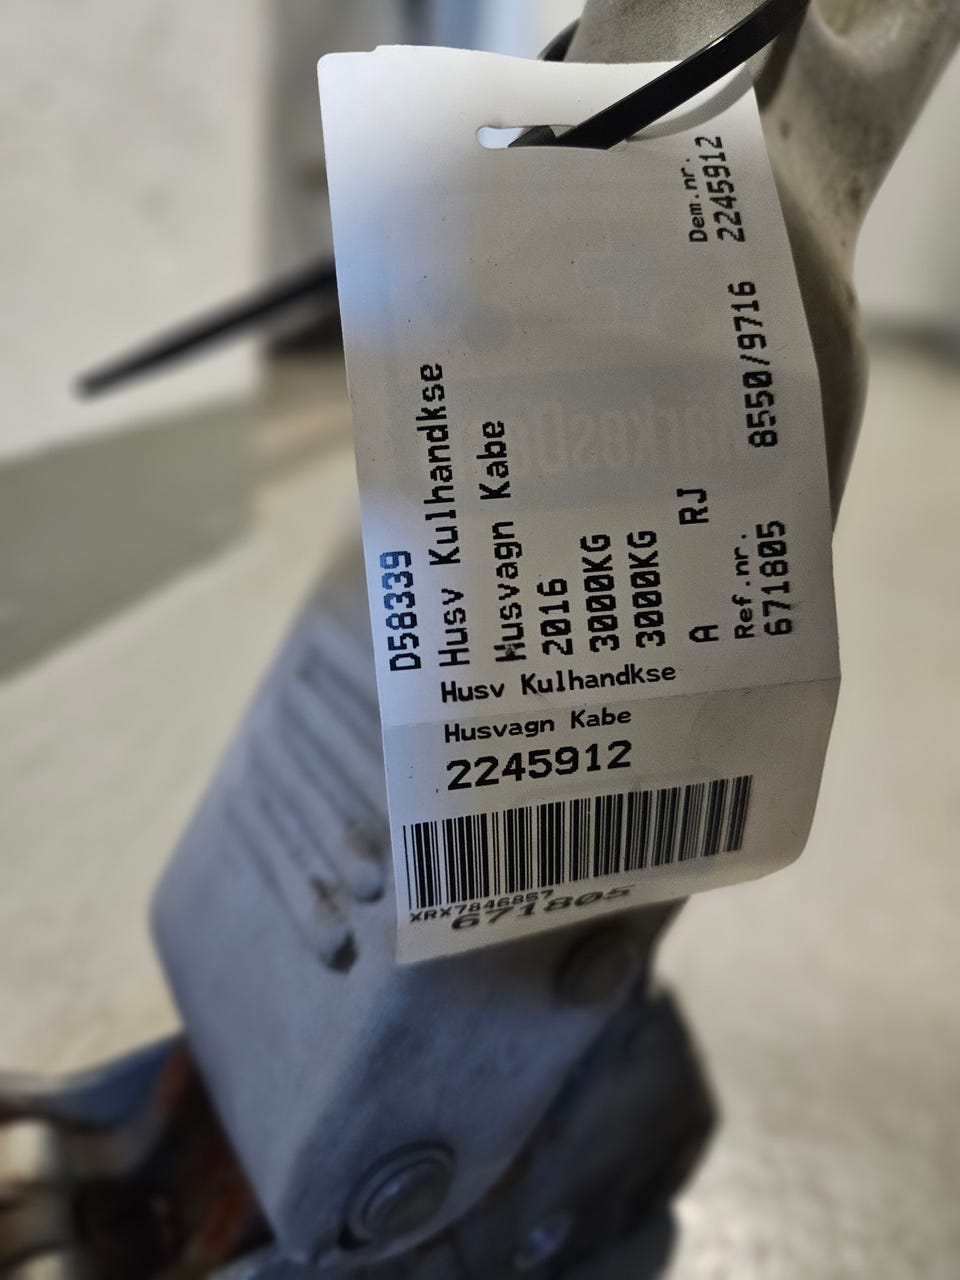 D58339
Husv Kulhandkse
Husvagn Kabe
2016
3000KG
3000KG
A RJ
Ref.nr.
671805
8550/9716
Dem.nr.
2245912
Husv Kulhandkse
Husvagn Kabe
2245912
XRX7846857
671805